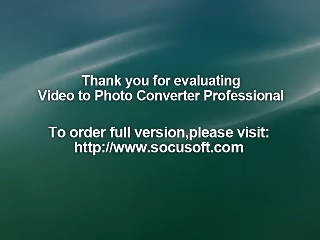 Thank you for evaluating
Video to Photo Converter Professional
To order full version,please visit:
http://www.socusoft.com